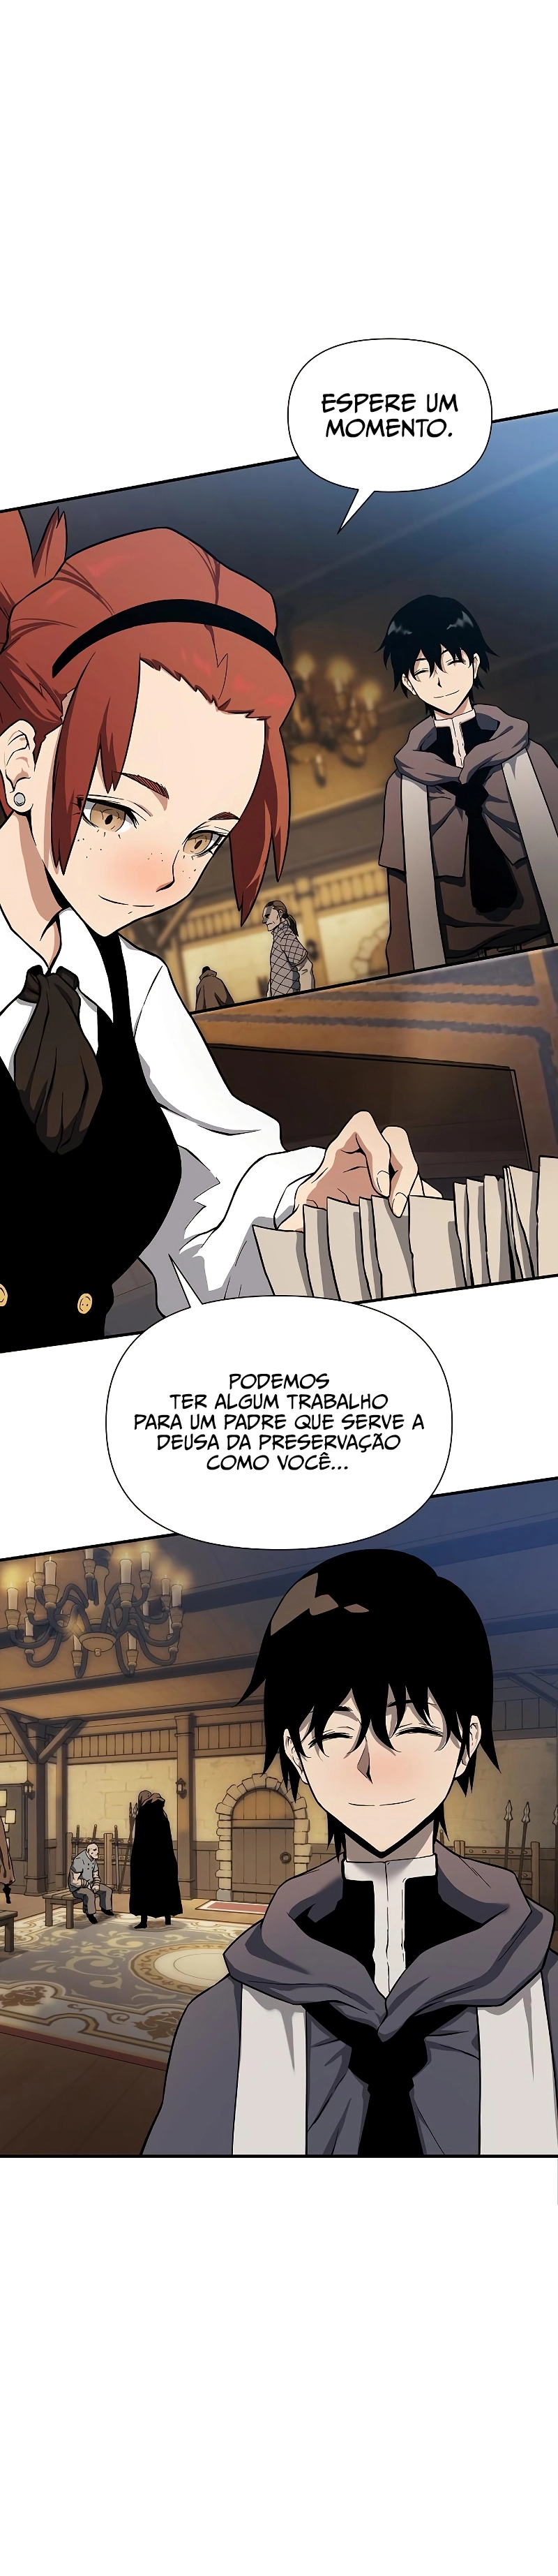 ESPERE UM
MOMENTO.
PODEMOS
TER ALGUM TRABALHO
PARA UM PADRE QUE SERVE A
DEUSA DA PRESERVAÇÃO
COMO VOCÊ...